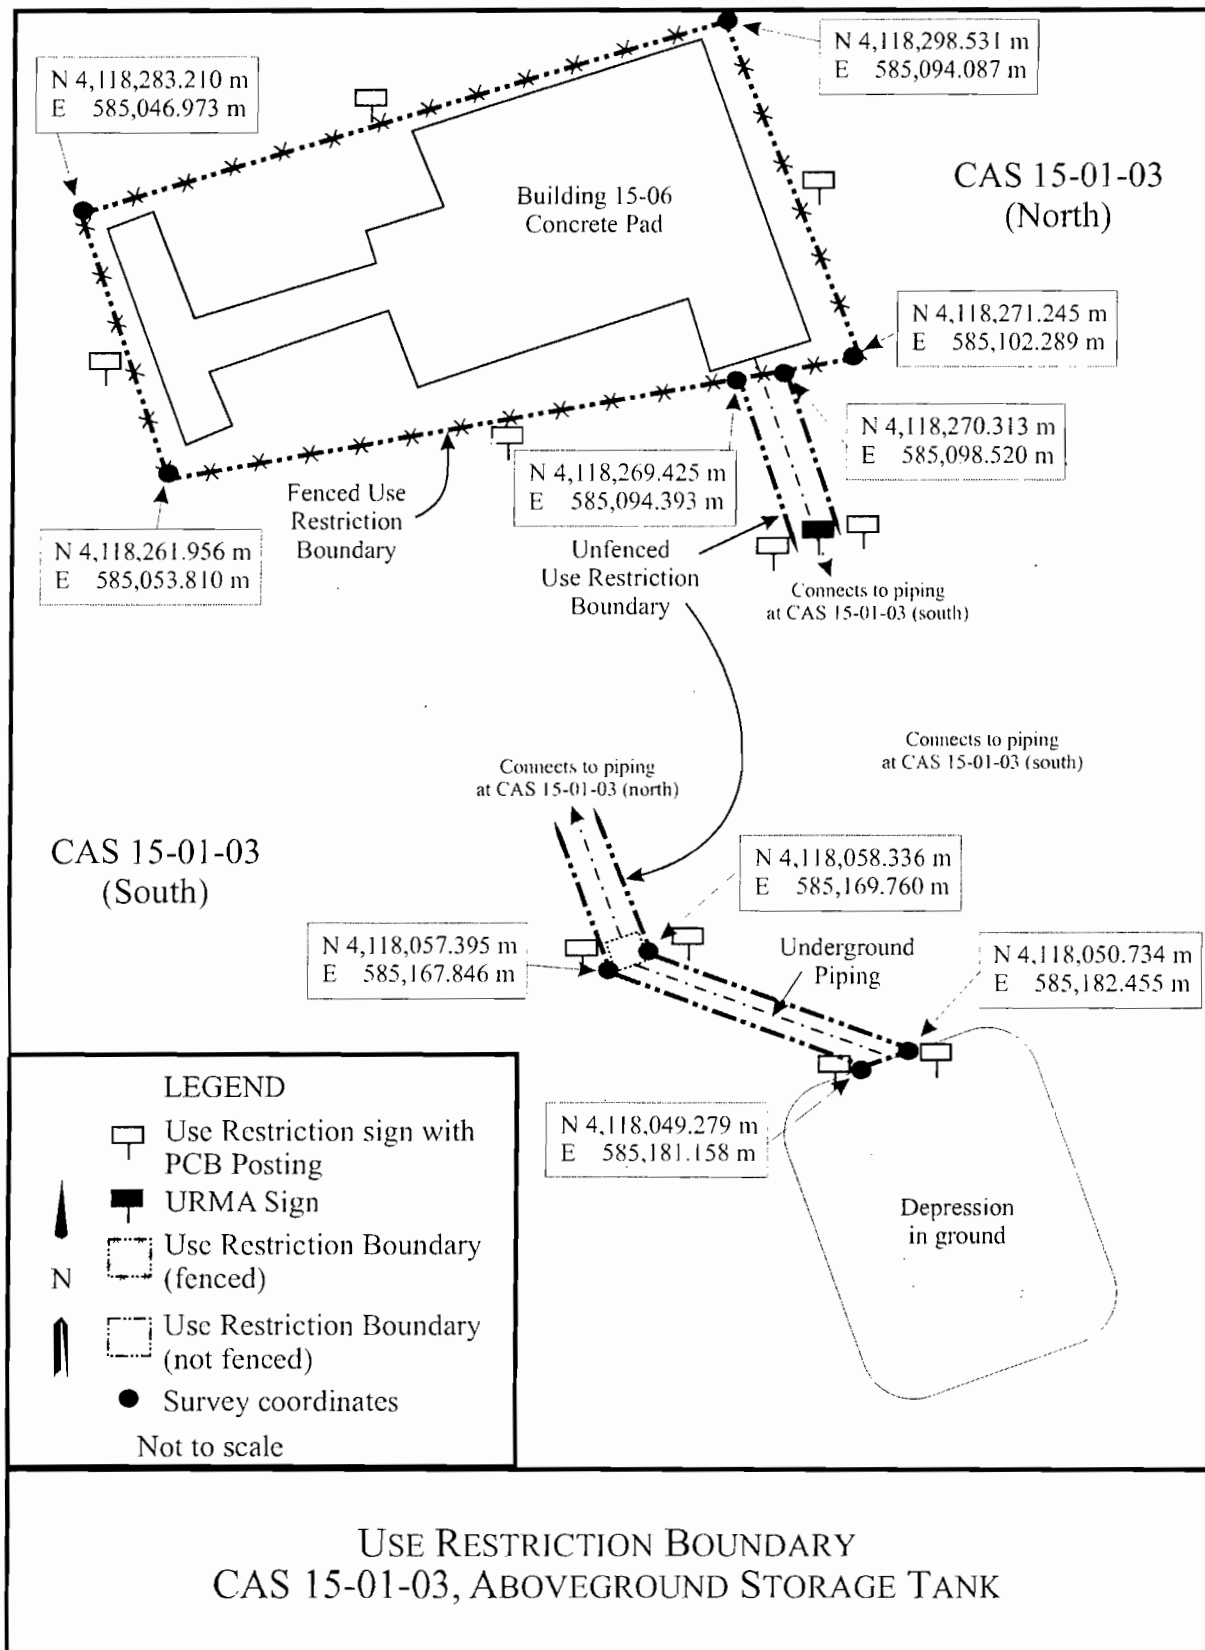 N 4,118,298.531 m
E 585,094.087 m
N 4,118,283.210 m
E 585,046.973 m
CAS 15-01-03
(North)
Building 15-06
Concrete Pad
N 4,118,271.245 m
E 585,102.289 m
N 4,118,270.313 m
E 585,098.520 m
N 4,118,269.425 m
E 585,094.393 m
Fenced Use
Restriction
Boundary
N 4,118,261.956 m
E 585,053.810 m
Unfenced
Use Restriction
Boundary
Connects to piping
at CAS 15-01-03 (south)
Connects to piping
at CAS 15-01-03 (south)
Connects to piping
at CAS 15-01-03 (north)
CAS 15-01-03
(South)
N 4,118,058.336 m
E 585,169.760 m
N 4,118,057.395 m
E 585,167.846 m
Underground
Piping
N 4,118,050.734 m
E 585,182.455 m
N 4,118,049.279 m
E 585,181.158 m
Depression
in ground
LEGEND
Use Restriction sign with
PCB Posting
URMA Sign
Use Restriction Boundary
(fenced)
N
Use Restriction Boundary
(not fenced)
Survey coordinates
Not to scale
USE RESTRICTION BOUNDARY
CAS 15-01-03, ABOVEGROUND STORAGE TANK